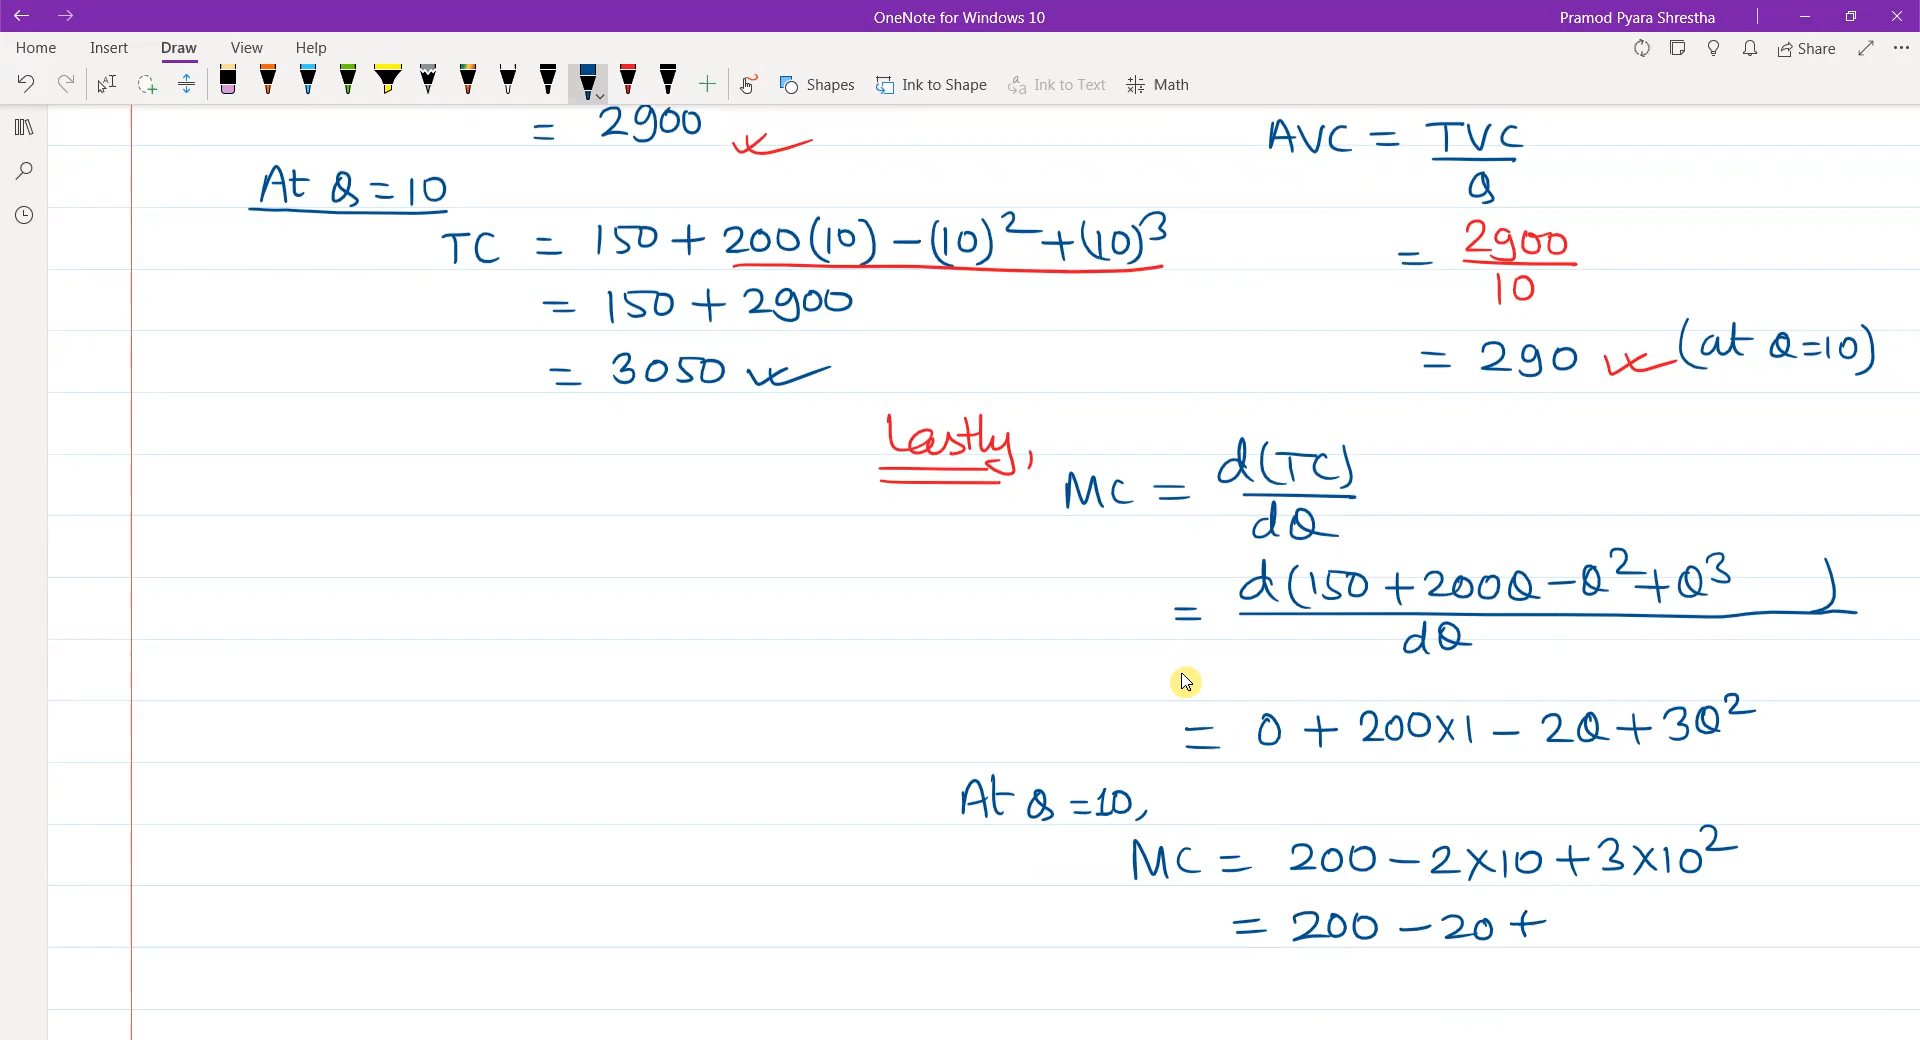 OneNote for Windows 10
Pramod Pyara Shrestha
Home Insert Draw View Help
Share
Shapes Ink to Shape Ink to Text Math
= 2900
At Q = 10
TC = 150 + 200(10) - (10)² + (10)³
= 150 + 2900
= 3050
AVC = TVC
Q
= 2900
10
= 290 (at Q=10)
Lastly,
MC = d(TC)
dQ
= d(150 + 200Q - Q² + Q³ )
dQ
= 0 + 200×1 - 2Q + 3Q²
At Q = 10,
MC = 200 - 2×10 + 3×10²
= 200 - 20 +